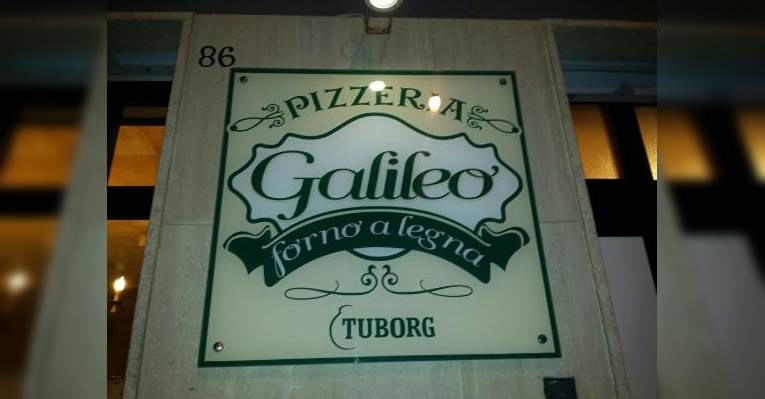 86
PIZZERIA
Galileo
forno a legna
TUBORG